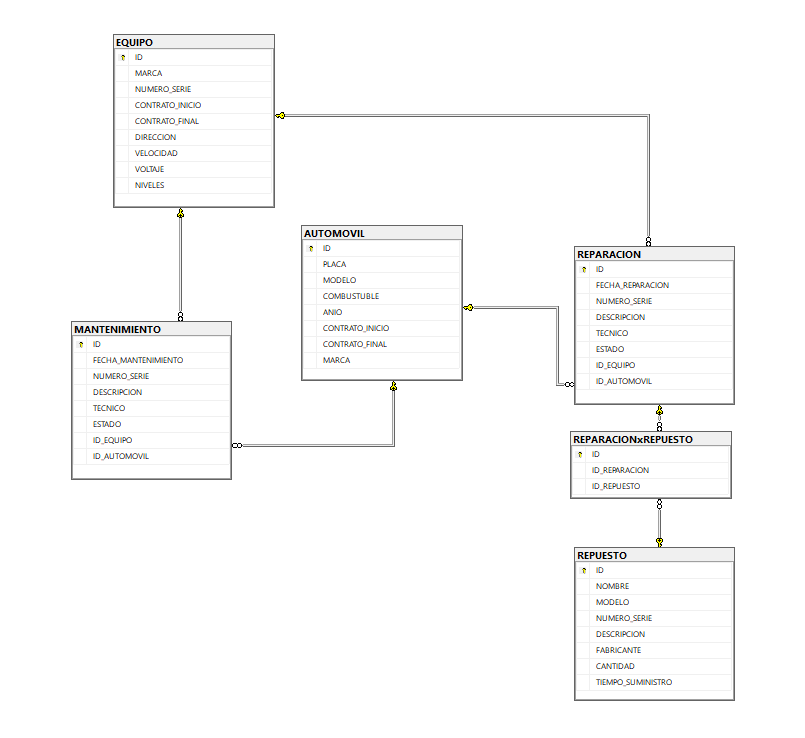 EQUIPO
ID
MARCA
NUMERO_SERIE
CONTRATO_INICIO
CONTRATO_FINAL
DIRECCION
VELOCIDAD
VOLTAJE
NIVELES
AUTOMOVIL
ID
PLACA
MODELO
COMBUSTUBLE
ANIO
CONTRATO_INICIO
CONTRATO_FINAL
MARCA
REPARACION
ID
FECHA_REPARACION
NUMERO_SERIE
DESCRIPCION
TECNICO
ESTADO
ID_EQUIPO
ID_AUTOMOVIL
MANTENIMIENTO
ID
FECHA_MANTENIMIENTO
NUMERO_SERIE
DESCRIPCION
TECNICO
ESTADO
ID_EQUIPO
ID_AUTOMOVIL
REPARACIONxREPUESTO
ID
ID_REPARACION
ID_REPUESTO
REPUESTO
ID
NOMBRE
MODELO
NUMERO_SERIE
DESCRIPCION
FABRICANTE
CANTIDAD
TIEMPO_SUMINISTRO